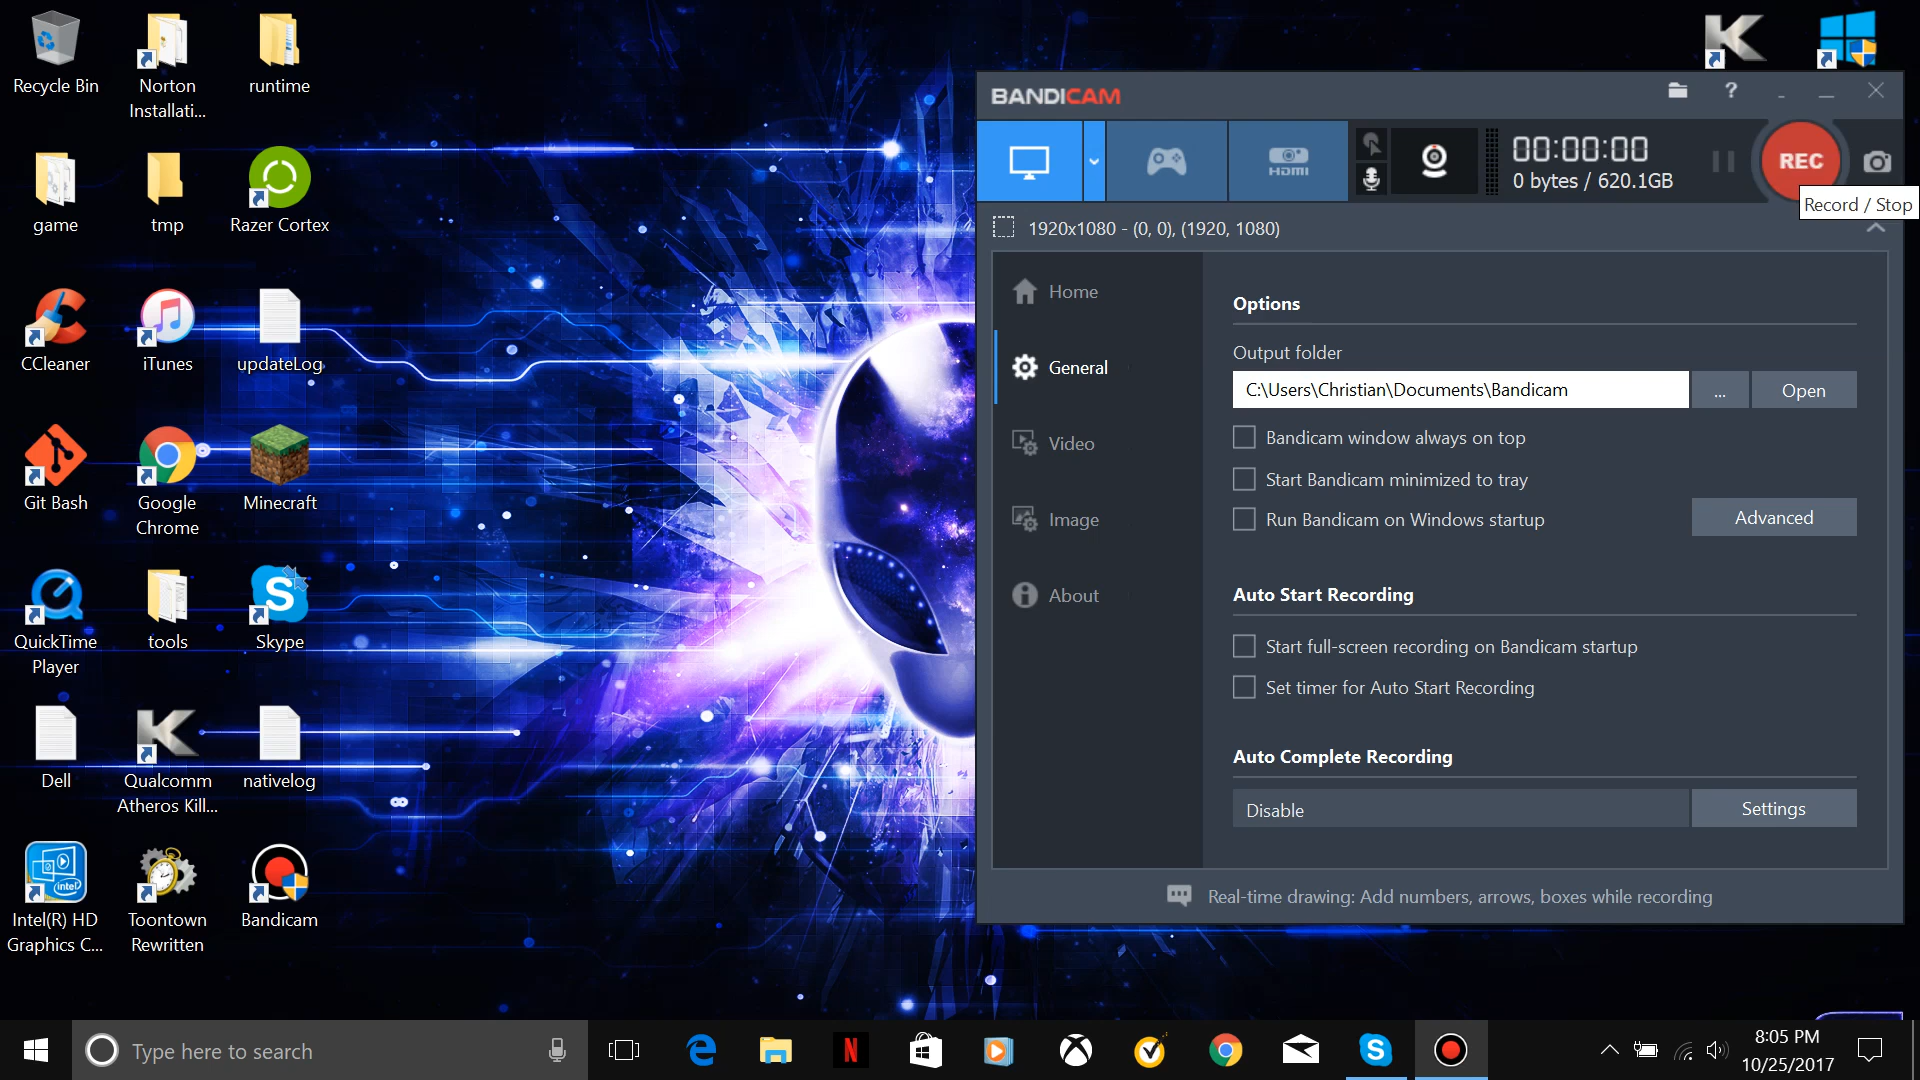 Recycle Bin
Norton
Installati...
runtime
game
tmp
Razer Cortex
CCleaner
iTunes
updateLog
Git Bash
Google
Chrome
Minecraft
QuickTime
Player
tools
Skype
Dell
Qualcomm
Atheros Kill...
nativelog
intel
Intel(R) HD
Graphics C...
Toontown
Rewritten
Bandicam
BANDICAM
?
HDMI
00:00:00
0 bytes / 620.1GB
REC
Record / Stop
1920x1080 - (0, 0), (1920, 1080)
Home
General
Video
Image
About
Options
Output folder
C:\Users\Christian\Documents\Bandicam
...
Open
Bandicam window always on top
Start Bandicam minimized to tray
Run Bandicam on Windows startup
Advanced
Auto Start Recording
Start full-screen recording on Bandicam startup
Set timer for Auto Start Recording
Auto Complete Recording
Disable
Settings
Real-time drawing: Add numbers, arrows, boxes while recording
Type here to search
8:05 PM
10/25/2017